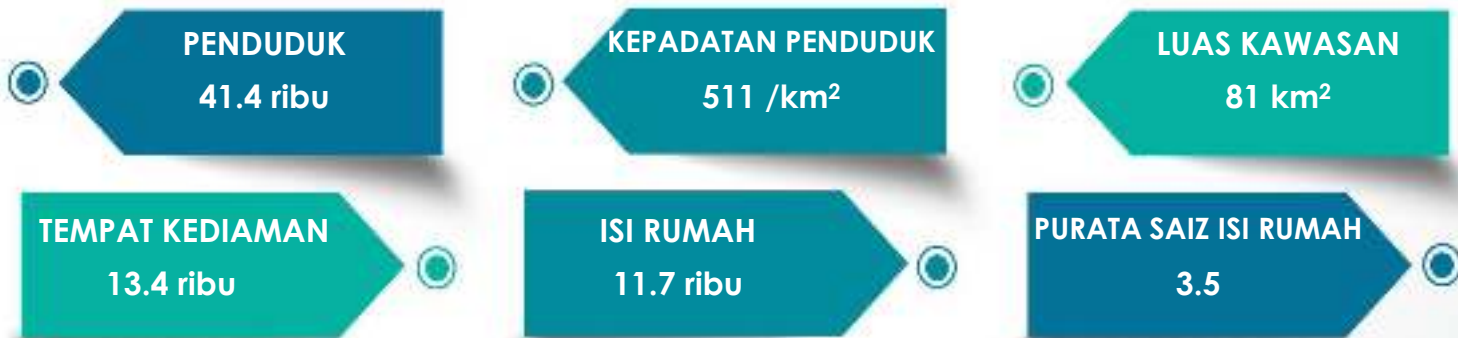 PENDUDUK
41.4 ribu
KEPADATAN PENDUDUK
511 /km²
LUAS KAWASAN
81 km²
TEMPAT KEDIAMAN
13.4 ribu
ISI RUMAH
11.7 ribu
PURATA SAIZ ISI RUMAH
3.5